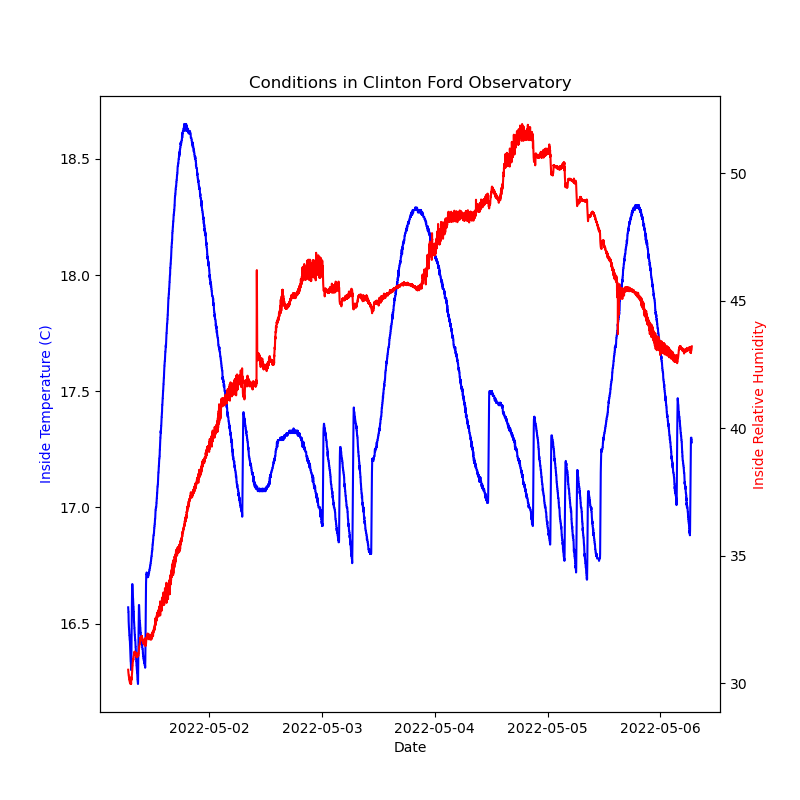 Conditions in Clinton Ford Observatory
18.5
18.0
17.5
17.0
16.5
Inside Temperature (C)
50
45
40
35
30
Inside Relative Humidity
2022-05-02 2022-05-03 2022-05-04 2022-05-05 2022-05-06
Date